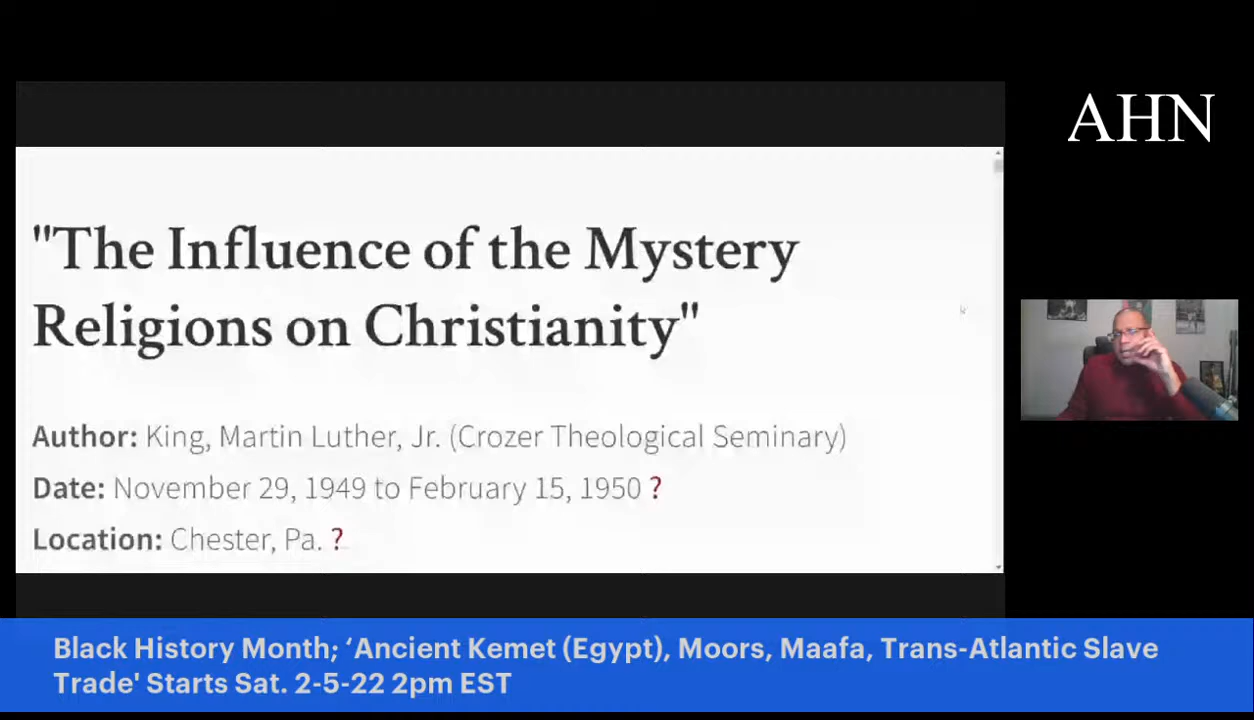 AHN
"The Influence of the Mystery
Religions on Christianity"
Author: King, Martin Luther, Jr. (Crozer Theological Seminary)
Date: November 29, 1949 to February 15, 1950 ?
Location: Chester, Pa. ?
Black History Month; ‘Ancient Kemet (Egypt), Moors, Maafa, Trans-Atlantic Slave
Trade' Starts Sat. 2-5-22 2pm EST